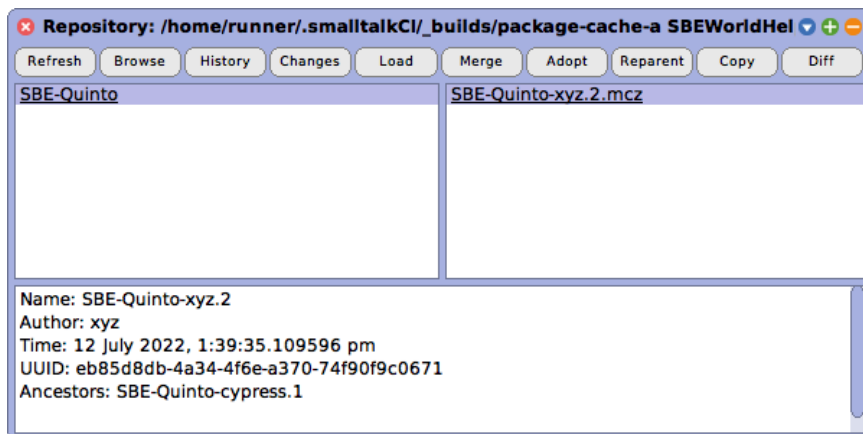 Repository: /home/runner/.smalltalkCI/_builds/package-cache-a SBEWorldHel
Refresh Browse History Changes Load Merge Adopt Reparent Copy Diff
SBE-Quinto SBE-Quinto-xyz.2.mcz
Name: SBE-Quinto-xyz.2
Author: xyz
Time: 12 July 2022, 1:39:35.109596 pm
UUID: eb85d8db-4a34-4f6e-a370-74f90f9c0671
Ancestors: SBE-Quinto-cypress.1